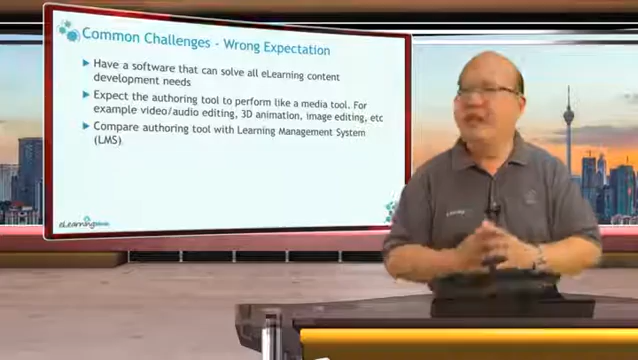 Common Challenges - Wrong Expectation
Have a software that can solve all eLearning content
development needs
Expect the authoring tool to perform like a media tool. For
example video/audio editing, 3D animation, image editing, etc
Compare authoring tool with Learning Management System
(LMS)
eLearning